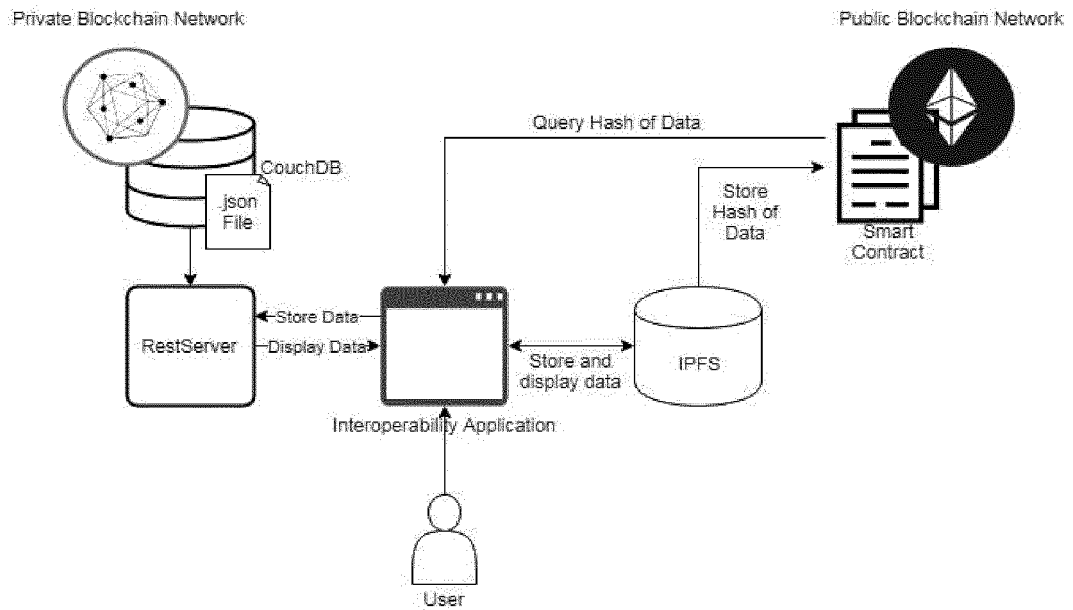 Private Blockchain Network
Public Blockchain Network
Query Hash of Data
CouchDB
.json
File
Store
Hash of
Data
Smart
Contract
RestServer
Store Data
Display Data
Store and
display data
IPFS
Interoperability Application
User